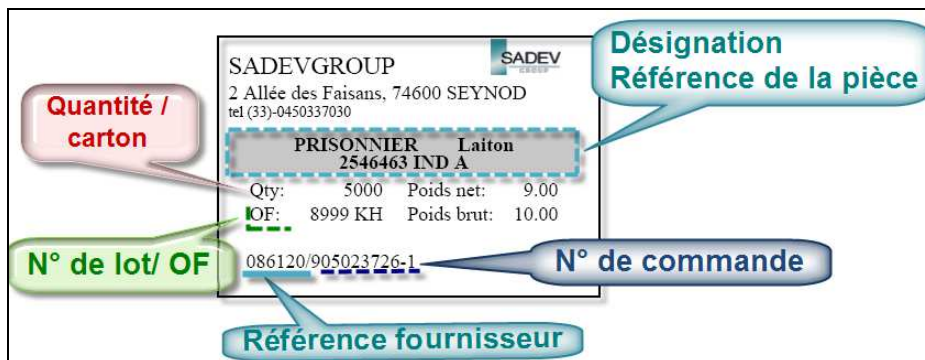 Désignation
Référence de la pièce
Quantité /
carton
SADEVGROUP
SADEV
GROUP
2 Allée des Faisans, 74600 SEYNOD
tel (33)-0450337030
PRISONNIER Laiton
2546463 IND A
Qty: 5000 Poids net: 9.00
OF: 8999 KH Poids brut: 10.00
N° de lot/ OF
086120/905023726-1
N° de commande
Référence fournisseur